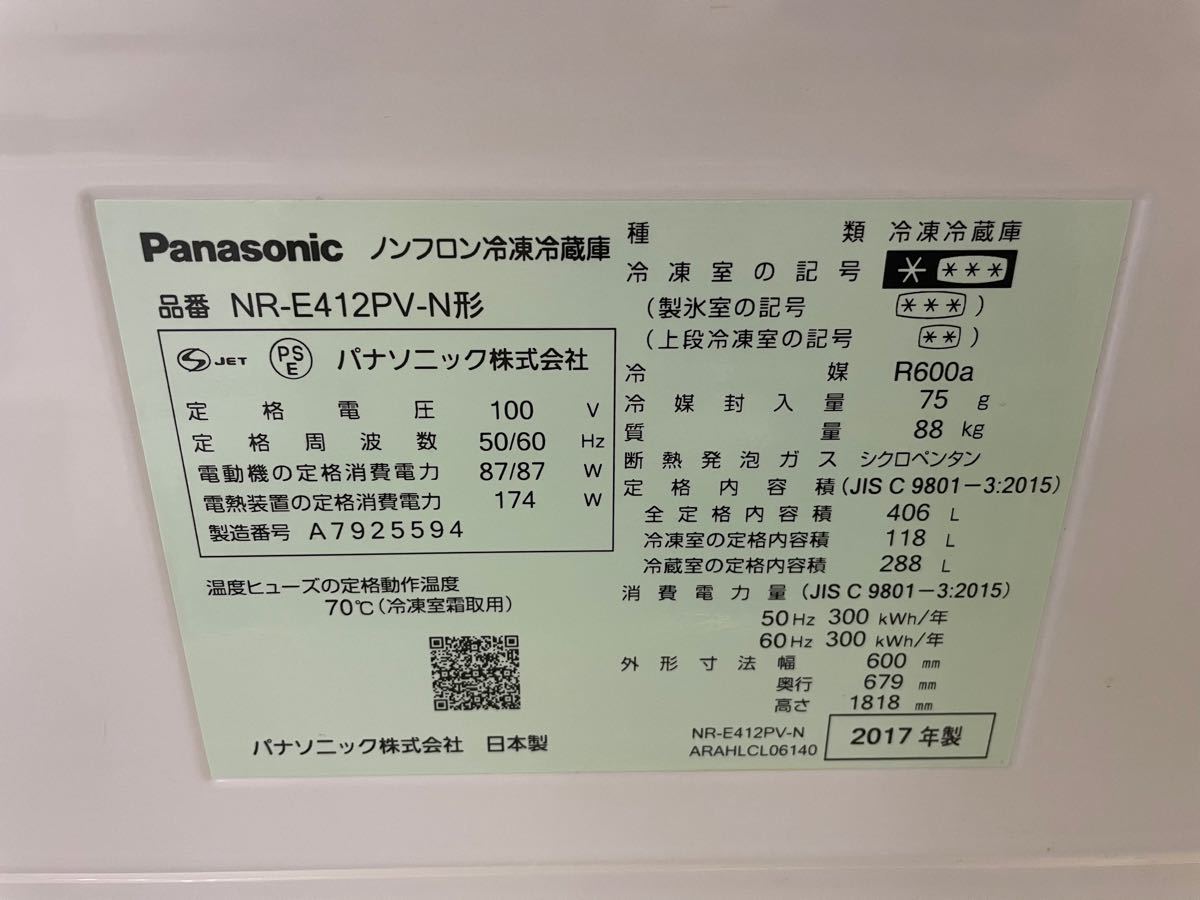 Panasonic ノンフロン冷凍冷蔵庫
品番 NR-E412PV-N形
S JET PS E パナソニック株式会社
定格電圧 100 V
定格周波数 50/60 Hz
電動機の定格消費電力 87/87 W
電熱装置の定格消費電力 174 W
製造番号 A7925594
温度ヒューズの定格動作温度
70℃(冷凍室霜取用)
パナソニック株式会社 日本製
種類 冷凍冷蔵庫
冷凍室の記号 * ***
(製氷室の記号 ***)
(上段冷凍室の記号 **)
冷媒 R600a
冷媒封入量 75 g
質量 88 kg
断熱発泡ガス シクロペンタン
定格内容積(JIS C 9801-3:2015)
全定格内容積 406 L
冷凍室の定格内容積 118 L
冷蔵室の定格内容積 288 L
消費電力量(JIS C 9801-3:2015)
50Hz 300 kWh/年
60Hz 300 kWh/年
外形寸法幅 600 mm
奥行 679 mm
高さ 1818 mm
NR-E412PV-N
ARAHLCL06140
2017年製